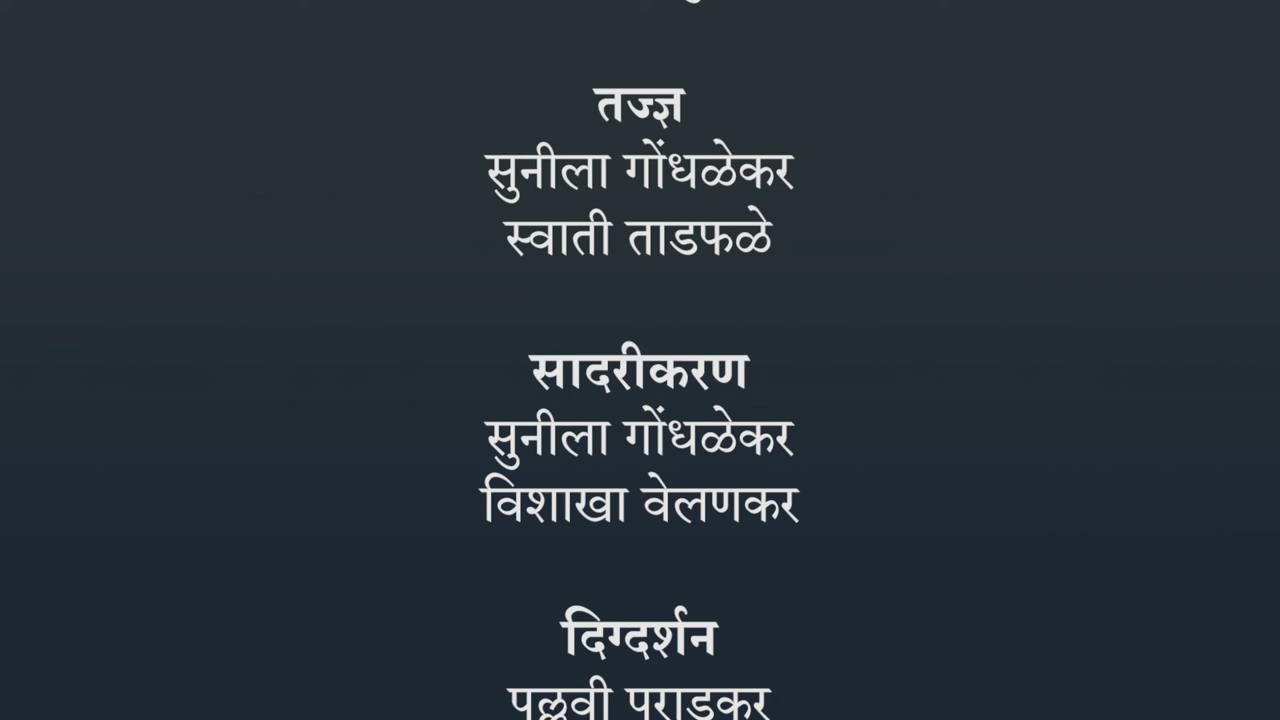 तज्ज्ञ
सुनीला गोंधळेकर
स्वाती ताडफळे
सादरीकरण
सुनीला गोंधळेकर
विशाखा वेलणकर
दिग्दर्शन
पल्लवी पराडकर